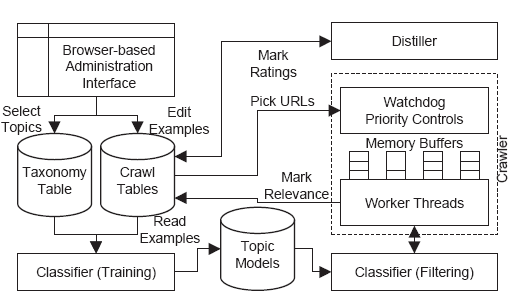 Browser-based
Administration
Interface
Distiller
Mark
Ratings
Select
Topics
Edit
Examples
Pick URLs
Watchdog
Priority Controls
Memory Buffers
Crawler
Taxonomy
Table
Crawl
Tables
Mark
Relevance
Worker Threads
Read
Examples
Topic
Models
Classifier (Training)
Classifier (Filtering)